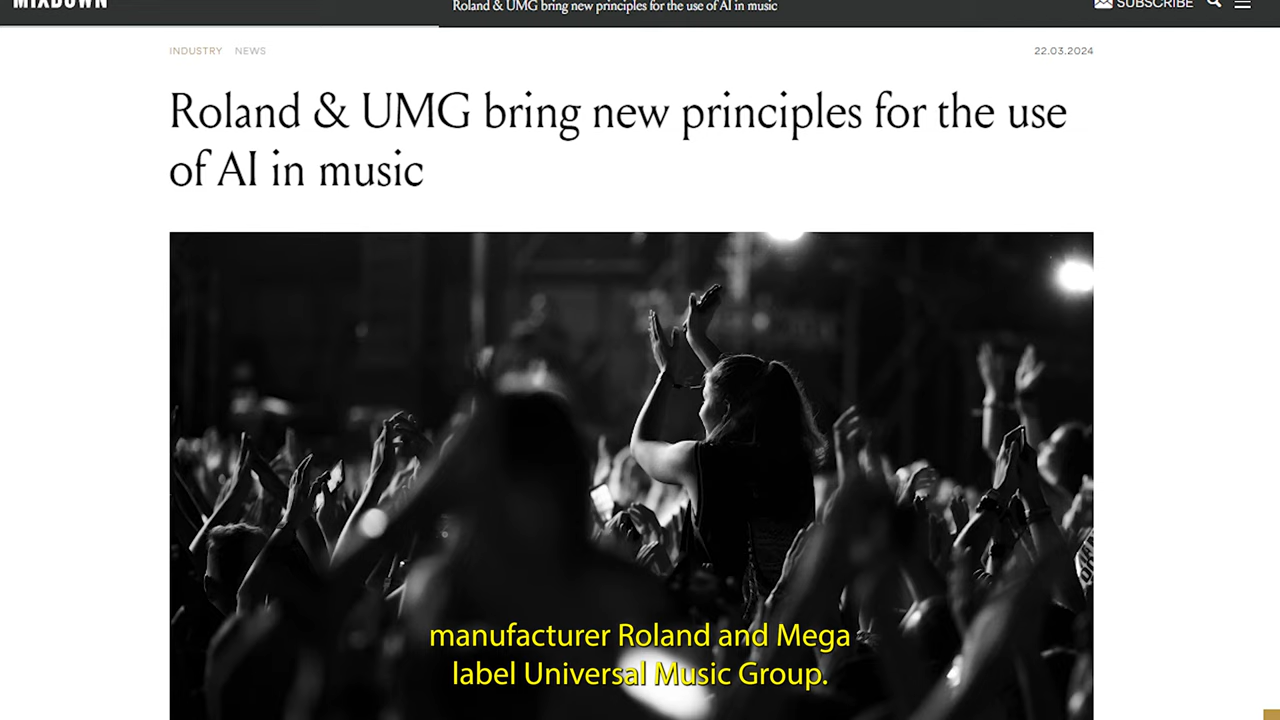 MIXDOWN
Roland & UMG bring new principles for the use of AI in music
SUBSCRIBE
INDUSTRY NEWS
22.03.2024
Roland & UMG bring new principles for the use
of AI in music
manufacturer Roland and Mega
label Universal Music Group.